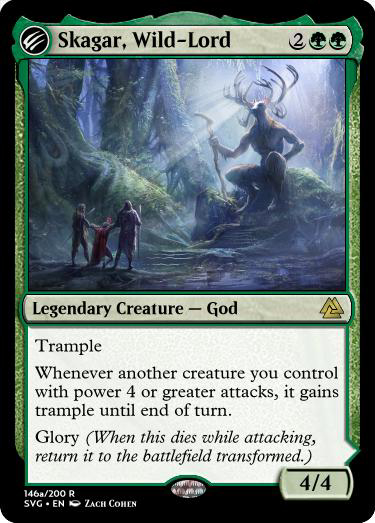 Skagar, Wild-Lord
2
Legendary Creature — God
Trample
Whenever another creature you control
with power 4 or greater attacks, it gains
trample until end of turn.
Glory (When this dies while attacking,
return it to the battlefield transformed.)
4/4
146a/200 R
SVG • EN Zach Cohen